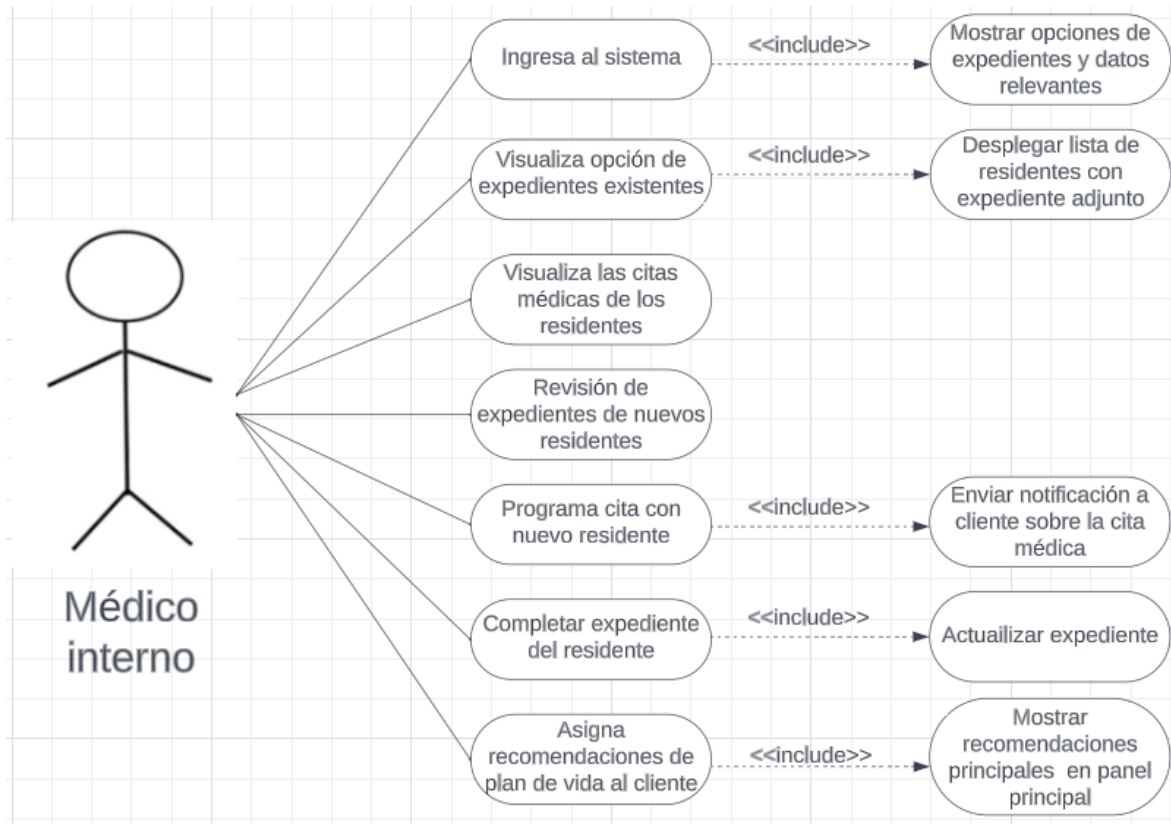 Ingresa al sistema
<<include>>
Mostrar opciones de
expedientes y datos
relevantes
Visualiza opción de
expedientes existentes
<<include>>
Desplegar lista de
residentes con
expediente adjunto
Visualiza las citas
médicas de los
residentes
Revisión de
expedientes de nuevos
residentes
Programa cita con
nuevo residente
<<include>>
Enviar notificación a
cliente sobre la cita
médica
Médico
interno
Completar expediente
del residente
<<include>>
Actuailizar expediente
Asigna
recomendaciones de
plan de vida al cliente
<<include>>
Mostrar
recomendaciones
principales en panel
principal